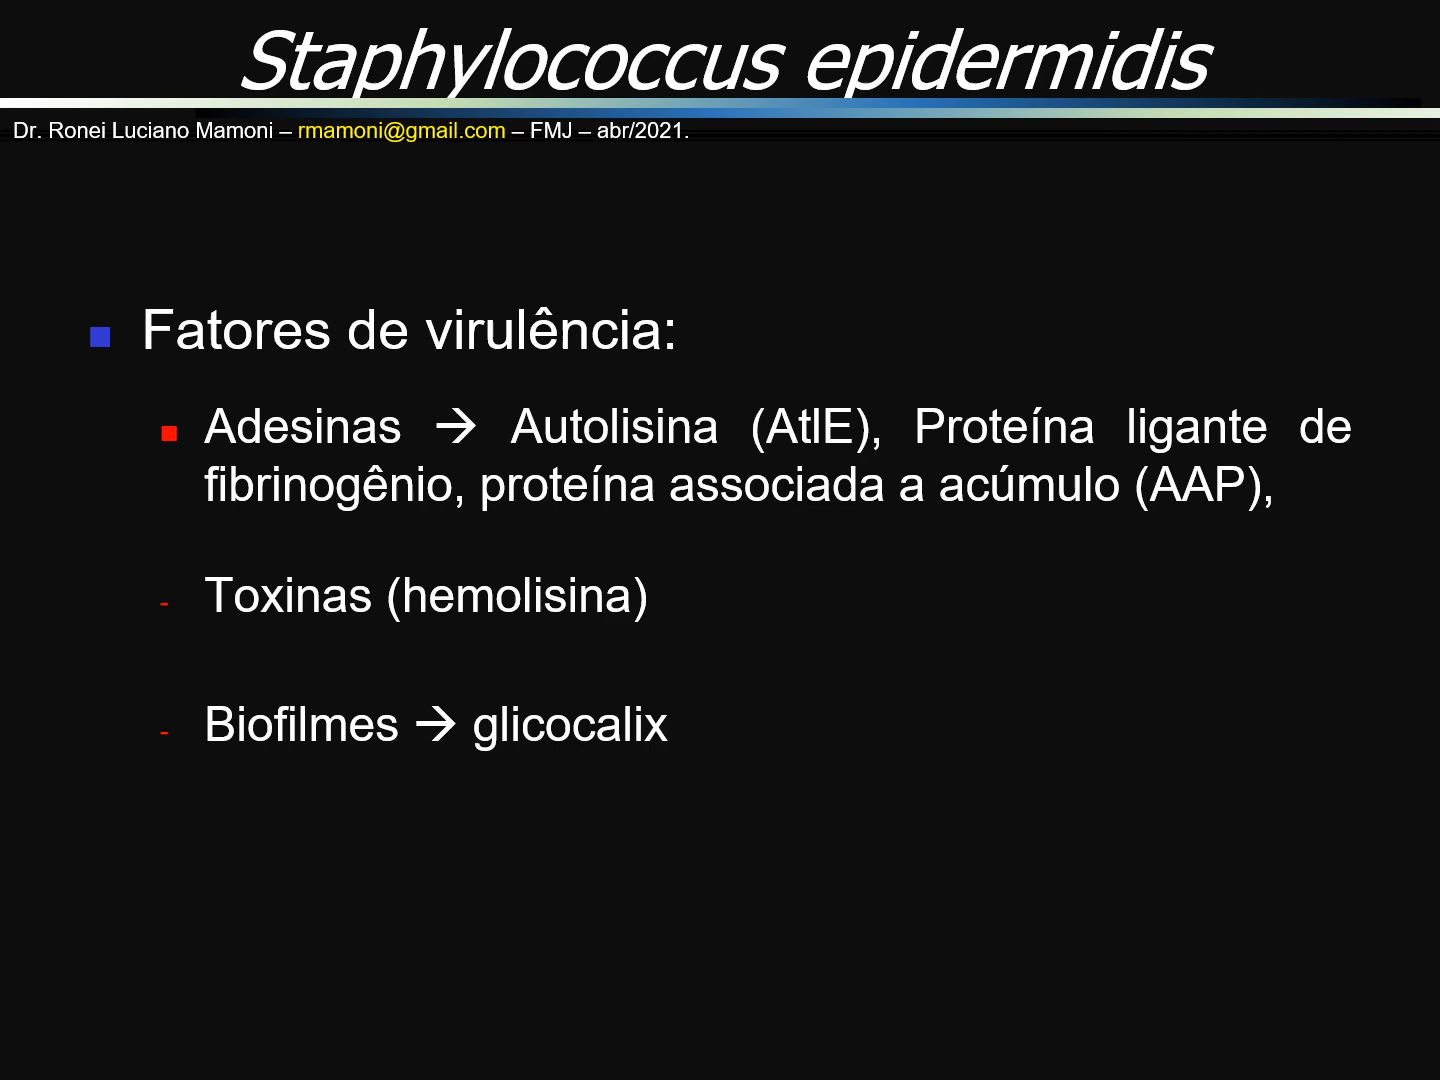 Staphylococcus epidermidis
Dr. Ronei Luciano Mamoni – rmamoni@gmail.com – FMJ – abr/2021.
■ Fatores de virulência:
■ Adesinas → Autolisina (AtlE), Proteína ligante de
fibrinogênio, proteína associada a acúmulo (AAP),
- Toxinas (hemolisina)
- Biofilmes → glicocalix